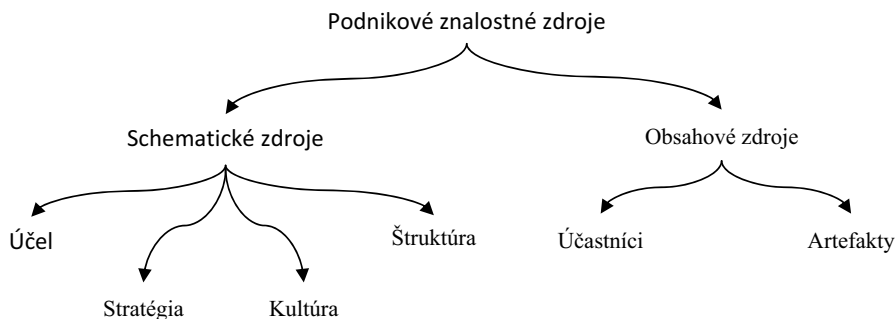 Podnikové znalostné zdroje
Schematické zdroje
Obsahové zdroje
Účel
Štruktúra
Účastníci
Artefakty
Stratégia
Kultúra